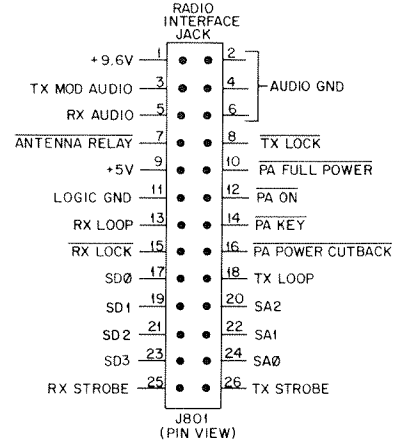 RADIO
INTERFACE
JACK
+9.6V 1 2
TX MOD AUDIO 3 4 AUDIO GND
RX AUDIO 5 6
ANTENNA RELAY 7 8 TX LOCK
+5V 9 10 PA FULL POWER
LOGIC GND 11 12 PA ON
RX LOOP 13 14 PA KEY
RX LOCK 15 16 PA POWER CUTBACK
SDØ 17 18 TX LOOP
SD1 19 20 SA2
SD2 21 22 SA1
SD3 23 24 SAØ
RX STROBE 25 26 TX STROBE
J801
(PIN VIEW)